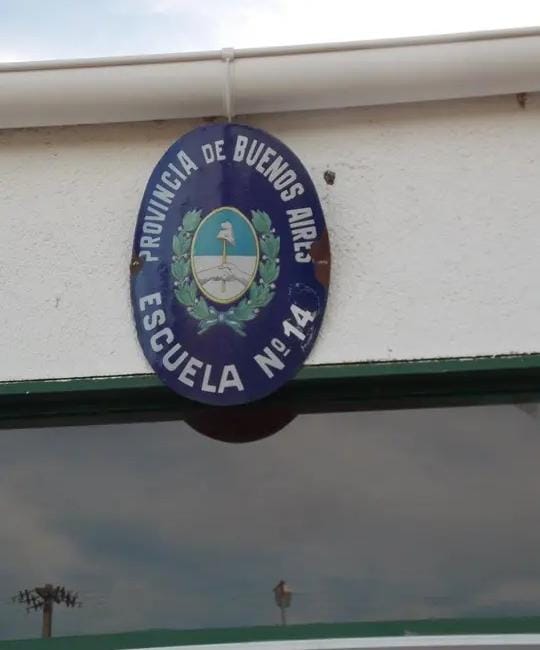 PROVINCIA DE BUENOS AIRES
ESCUELA Nº 14